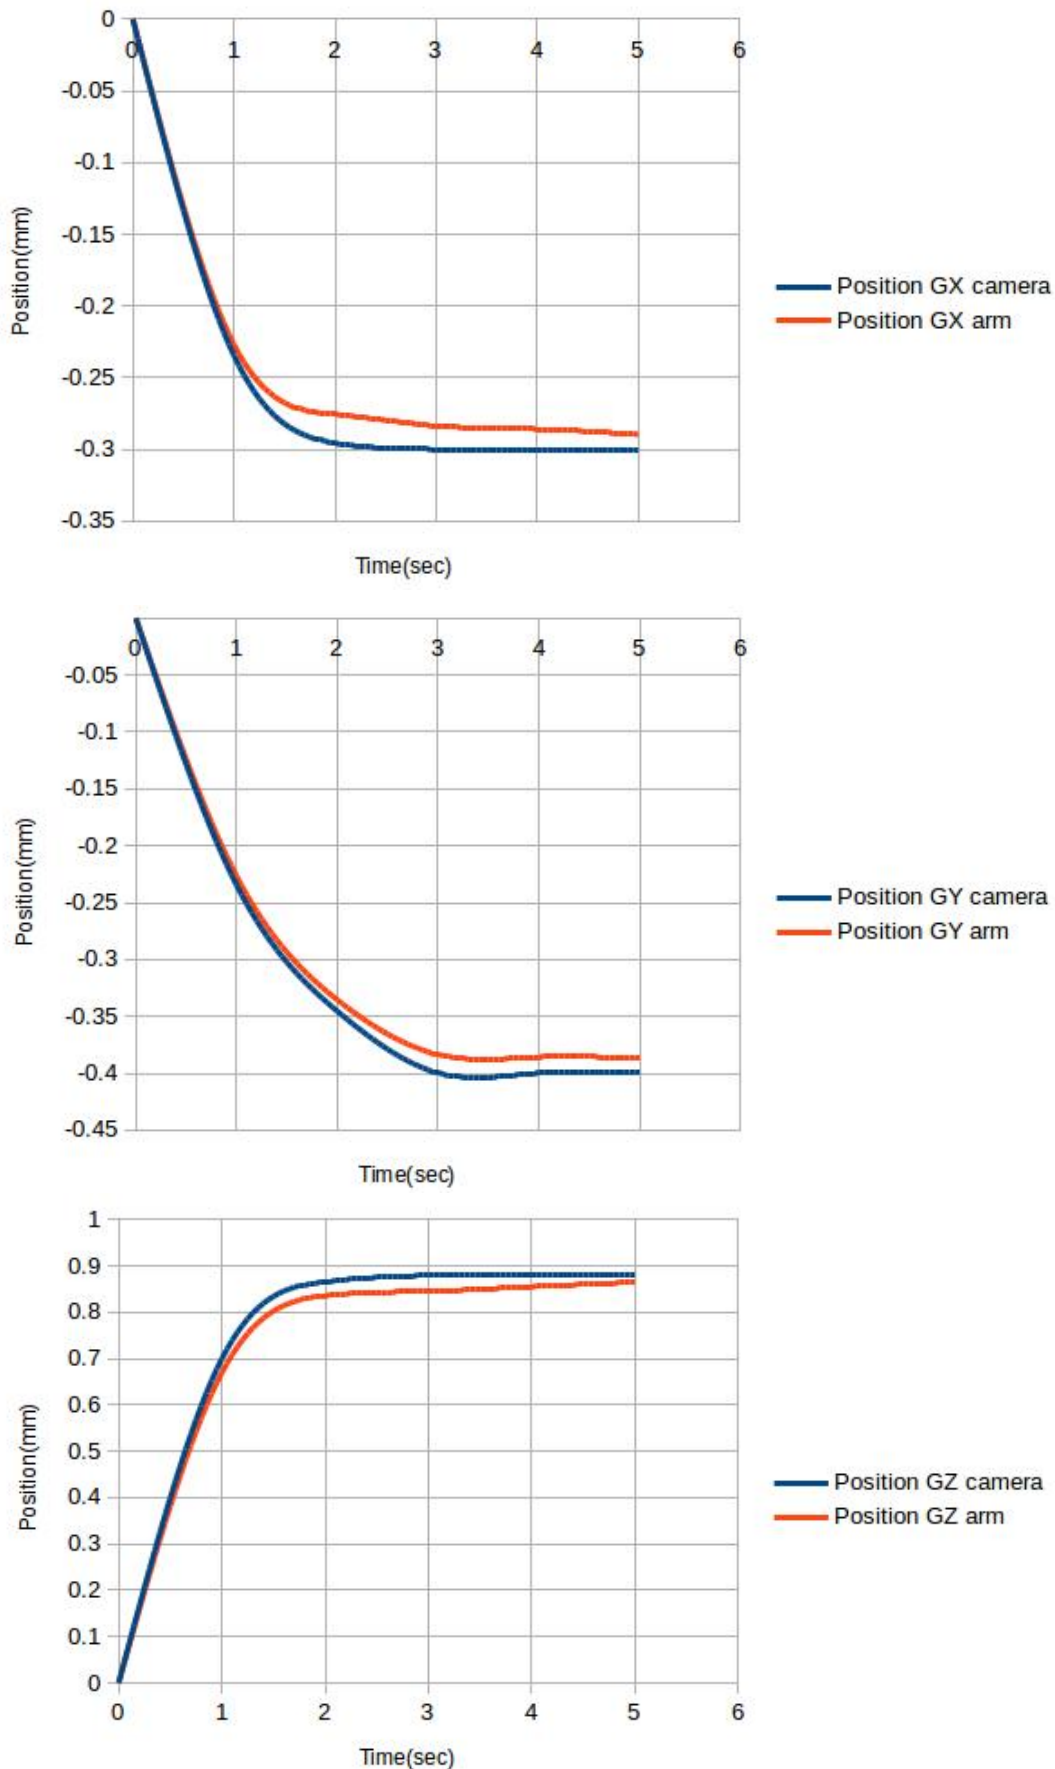 0
0 1 2 3 4 5 6
-0.05
-0.1
-0.15
-0.2
-0.25
-0.3
-0.35
Position(mm)
Time(sec)
Position GX camera
Position GX arm
0 1 2 3 4 5 6
-0.05
-0.1
-0.15
-0.2
-0.25
-0.3
-0.35
-0.4
-0.45
Position(mm)
Time(sec)
Position GY camera
Position GY arm
1
0.9
0.8
0.7
0.6
0.5
0.4
0.3
0.2
0.1
0
0 1 2 3 4 5 6
Position(mm)
Time(sec)
Position GZ camera
Position GZ arm